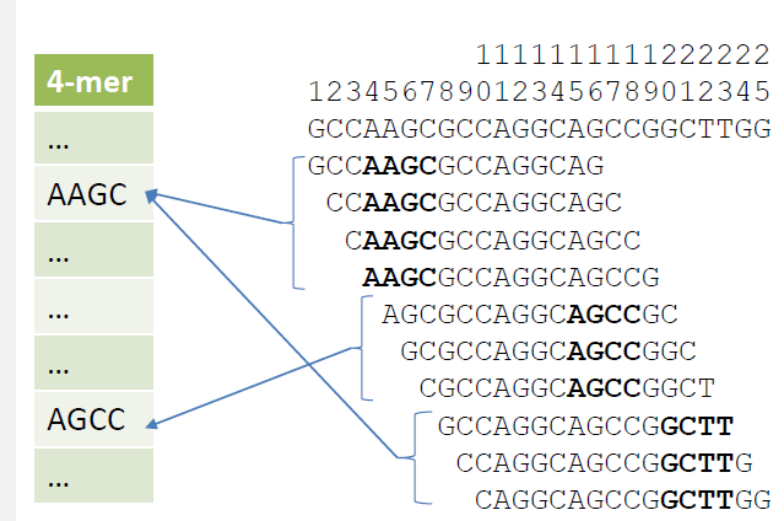 4-mer
...
AAGC
...
...
...
AGCC
...
1111111111222222
1234567890123456789012345
GCCAAGCGCCAGGCAGCCGGCTTGG
GCCAAGCGCCAGGCAG
CCAAGCGCCAGGCAGC
CAAGCGCCAGGCAGCC
AAGCGCCAGGCAGCCG
AGCGCCAGGCAGCCGC
GCGCCAGGCAGCCGGC
CGCCAGGCAGCCGGCT
GCCAGGCAGCCGGCTT
CCAGGCAGCCGGCTTG
CAGGCAGCCGGCTTGG